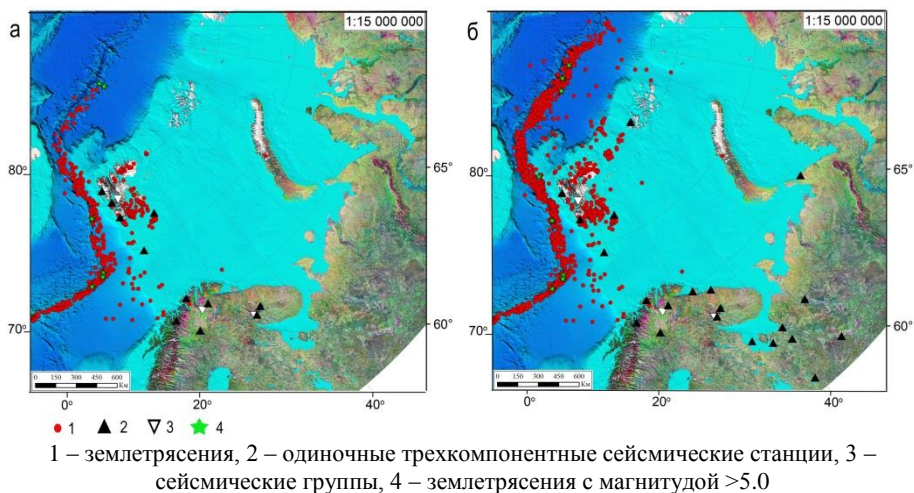 а
1:15 000 000
80°
70°
65°
60°
0 150 300 450 600
Км
0°
20°
40°
б
1:15 000 000
80°
70°
65°
60°
0 150 300 450 600
Км
0°
20°
40°
1 2 3 4
1 – землетрясения, 2 – одиночные трехкомпонентные сейсмические станции, 3 –
сейсмические группы, 4 – землетрясения с магнитудой >5.0